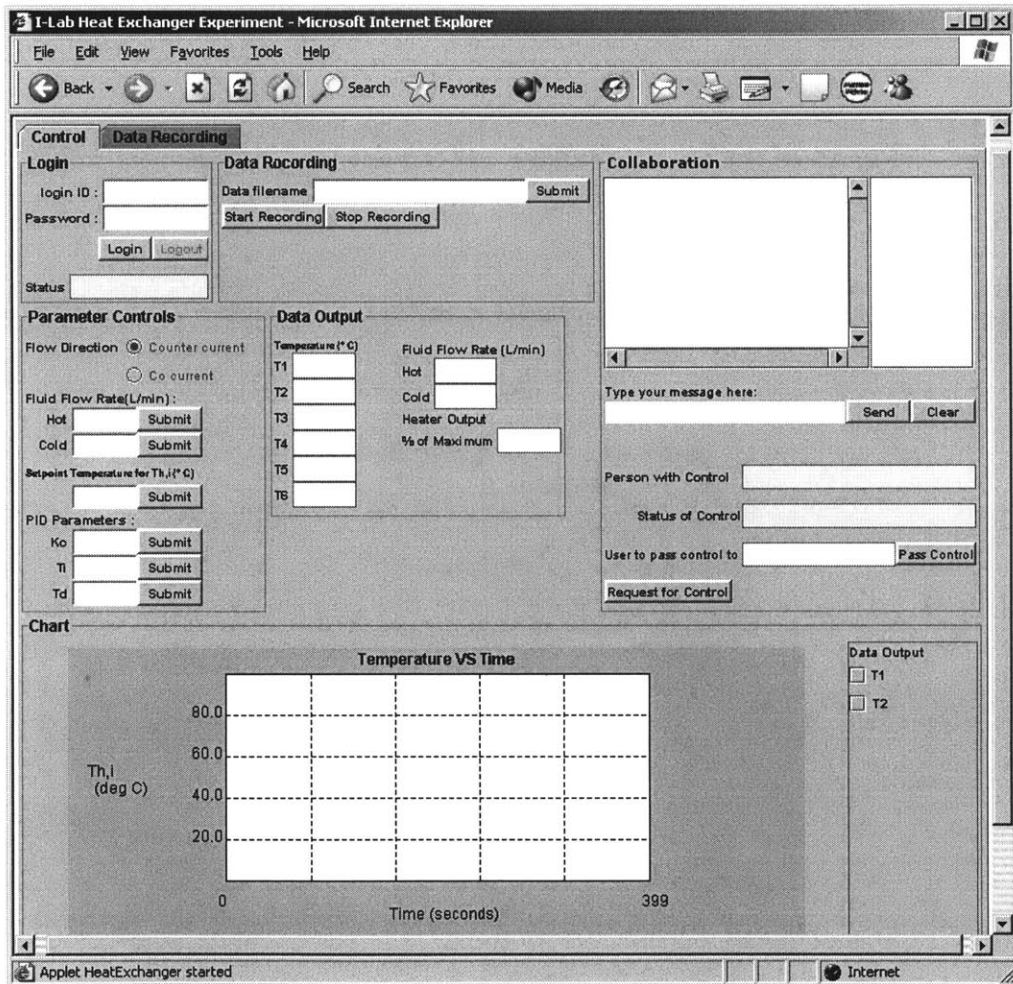 I-Lab Heat Exchanger Experiment - Microsoft Internet Explorer
File Edit View Favorites Tools Help
Back Search Favorites Media
Control Data Recording
Login
login ID :
Password :
Login Logout
Status
Data Rocording
Data filename Submit
Start Recording Stop Recording
Collaboration
Type your message here:
Send Clear
Person with Control
Status of Control
User to pass control to Pass Control
Request for Control
Parameter Controls
Flow Direction Counter current
Co current
Fluid Flow Rate(L/min) :
Hot Submit
Cold Submit
Setpoint Temperature for Th,i (° C)
Submit
PID Parameters :
Ko Submit
Ti Submit
Td Submit
Data Output
Temperature (° C)
T1
T2
T3
T4
T5
T6
Fluid Flow Rate (L/min)
Hot
Cold
Heater Output
% of Maximum
Chart
Temperature VS Time
80.0
60.0
40.0
20.0
Th,i
(deg C)
0 399
Time (seconds)
Data Output
T1
T2
Applet HeatExchanger started Internet